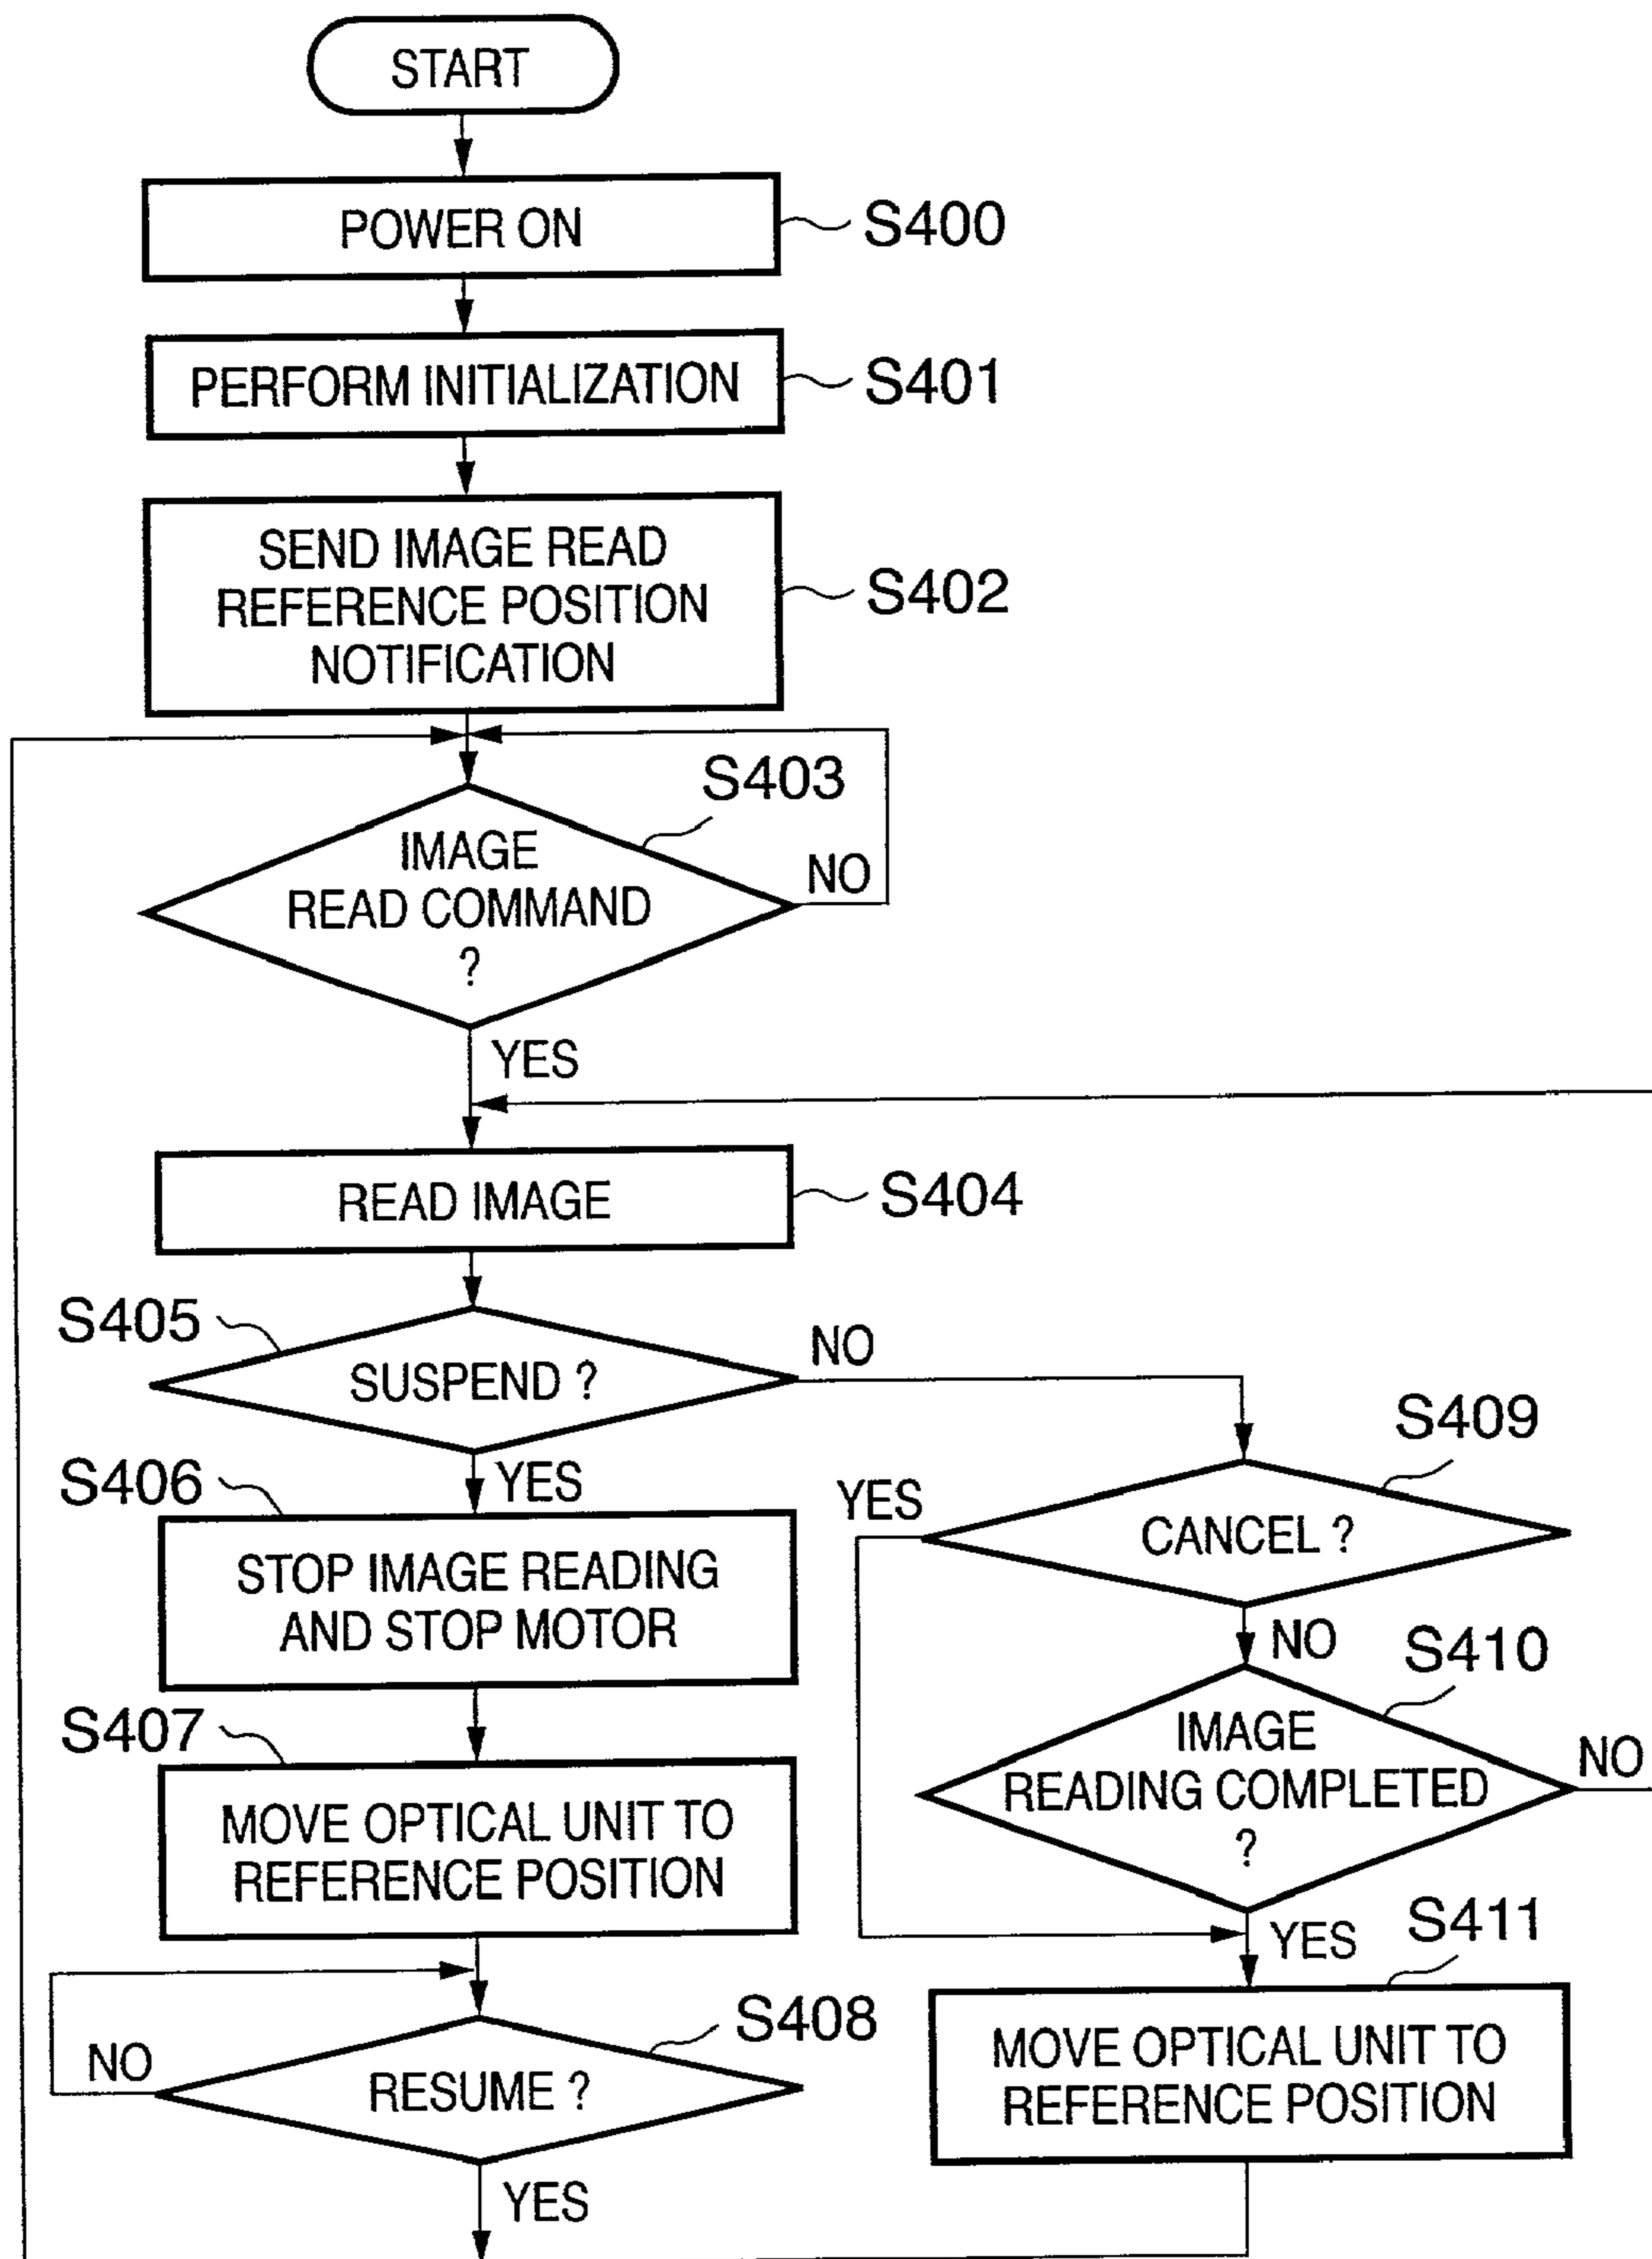 START
POWER ON
S400
PERFORM INITIALIZATION
S401
SEND IMAGE READ
REFERENCE POSITION
NOTIFICATION
S402
S403
IMAGE
READ COMMAND
?
NO
YES
READ IMAGE
S404
S405
SUSPEND ?
NO
YES
S406
STOP IMAGE READING
AND STOP MOTOR
S407
MOVE OPTICAL UNIT TO
REFERENCE POSITION
S408
RESUME ?
NO
YES
S409
CANCEL ?
YES
NO
S410
IMAGE
READING COMPLETED
?
NO
YES
S411
MOVE OPTICAL UNIT TO
REFERENCE POSITION